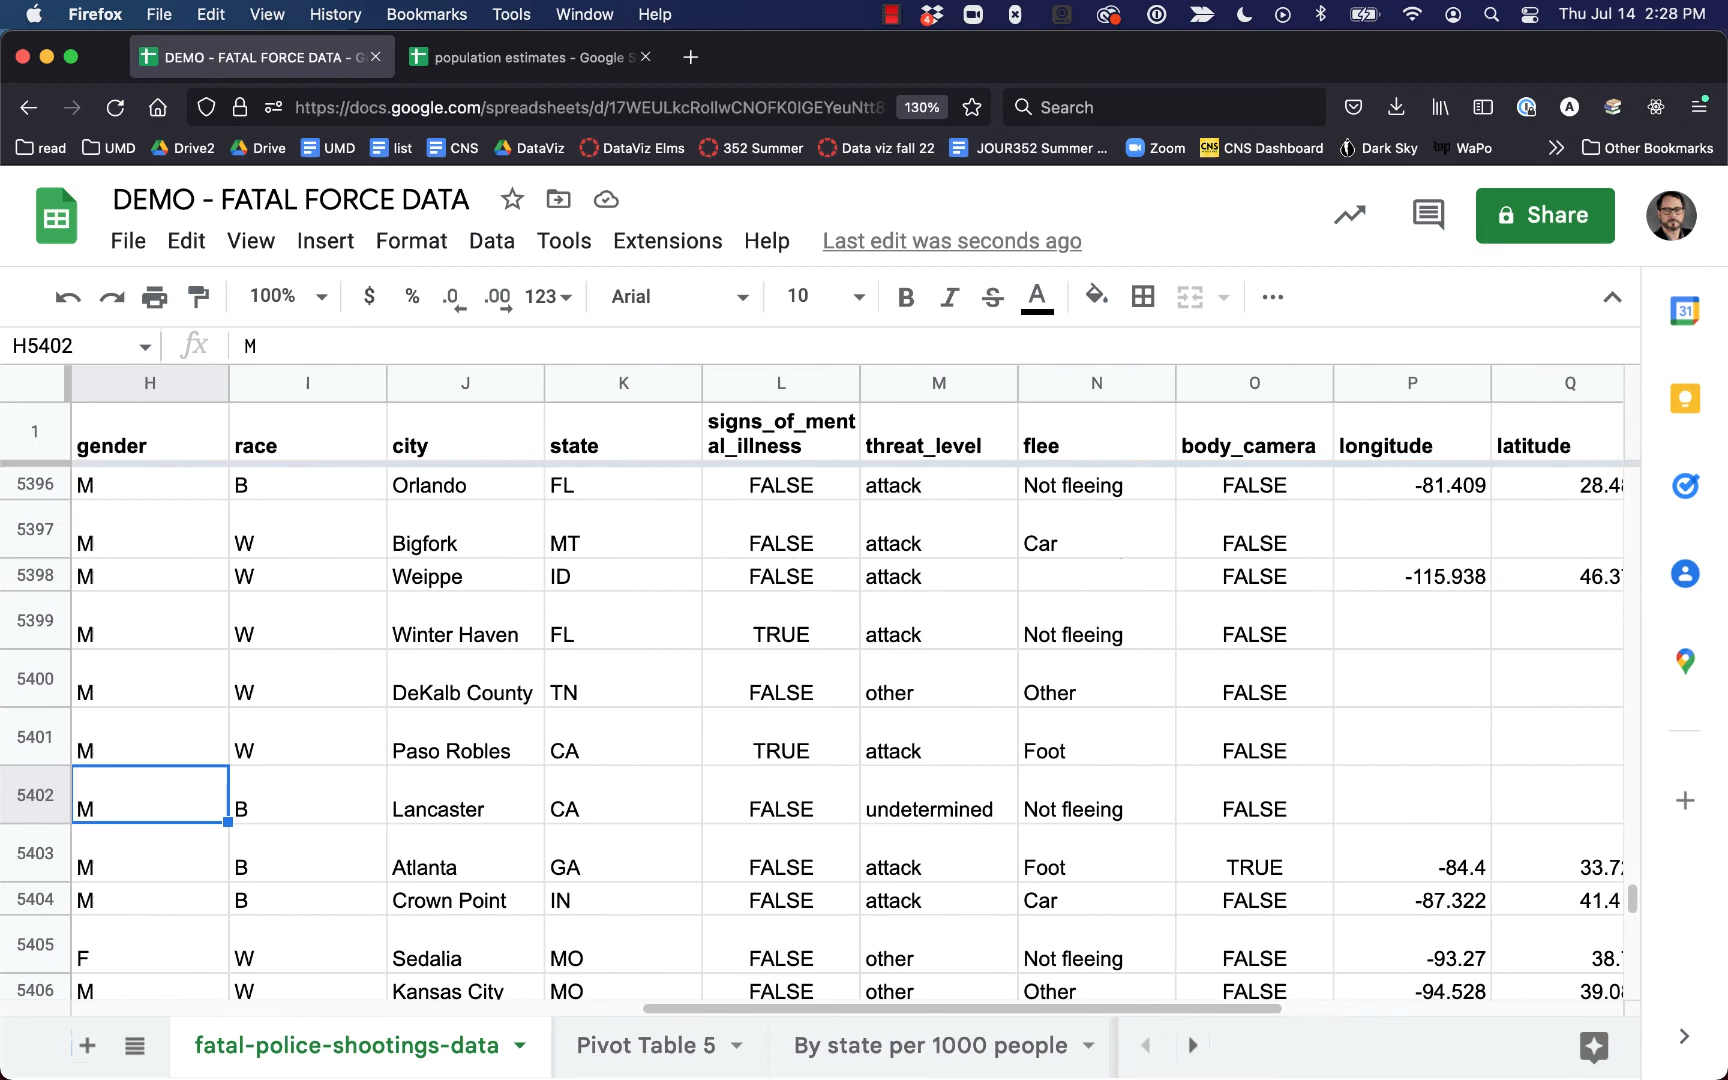 Firefox File Edit View History Bookmarks Tools Window Help 4 Thu Jul 14 2:28 PM
DEMO - FATAL FORCE DATA - G population estimates - Google S
https://docs.google.com/spreadsheets/d/17WEULkcRoIlwCNOFK0IGEYeuNtt8 130% Search
read UMD Drive2 Drive UMD list CNS DataViz DataViz Elms 352 Summer Data viz fall 22 JOUR352 Summer ... Zoom CNS CNS Dashboard Dark Sky top WaPo Other Bookmarks
DEMO - FATAL FORCE DATA Share
File Edit View Insert Format Data Tools Extensions Help Last edit was seconds ago
100% $ % .0 .00 123 Arial 10 B I S A ... 31
H5402 fx M
H I J K L M N O P Q
1 gender race city state signs_of_ment
al_illness threat_level flee body_camera longitude latitude
5396 M B Orlando FL FALSE attack Not fleeing FALSE -81.409
5397 M W Bigfork MT FALSE attack Car FALSE
5398 M W Weippe ID FALSE attack FALSE -115.938
5399 M W Winter Haven FL TRUE attack Not fleeing FALSE
5400 M W DeKalb County TN FALSE other Other FALSE
5401 M W Paso Robles CA TRUE attack Foot FALSE
5402 M B Lancaster CA FALSE undetermined Not fleeing FALSE
5403 M B Atlanta GA FALSE attack Foot TRUE -84.4
5404 M B Crown Point IN FALSE attack Car FALSE -87.322 41.4
5405 F W Sedalia MO FALSE other Not fleeing FALSE -93.27 38.
5406 M W Kansas City MO FALSE other Other FALSE -94.528
fatal-police-shootings-data Pivot Table 5 By state per 1000 people